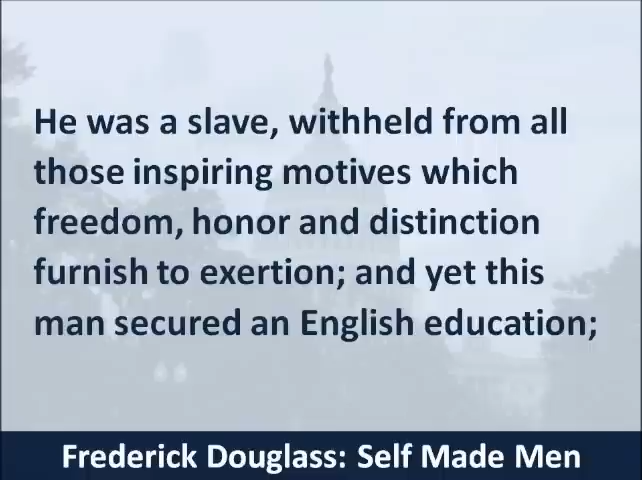 He was a slave, withheld from all
those inspiring motives which
freedom, honor and distinction
furnish to exertion; and yet this
man secured an English education;
Frederick Douglass: Self Made Men